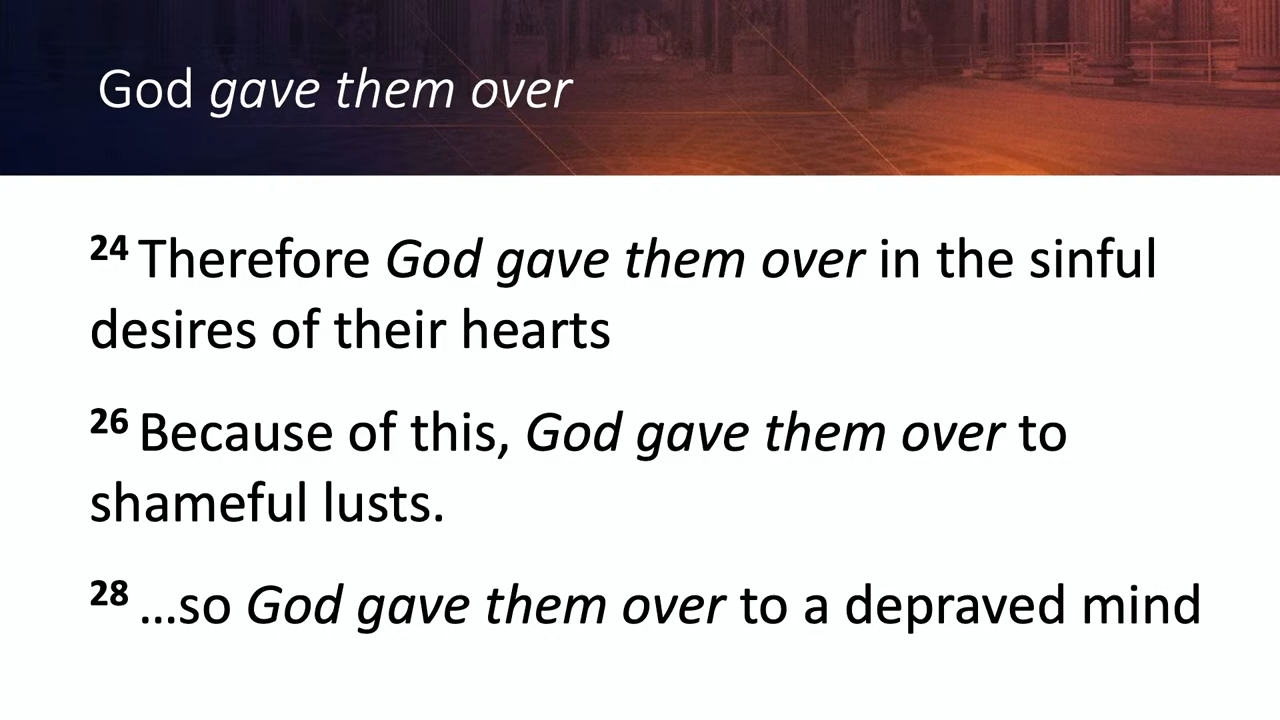 God gave them over
24 Therefore God gave them over in the sinful
desires of their hearts
26 Because of this, God gave them over to
shameful lusts.
28 …so God gave them over to a depraved mind